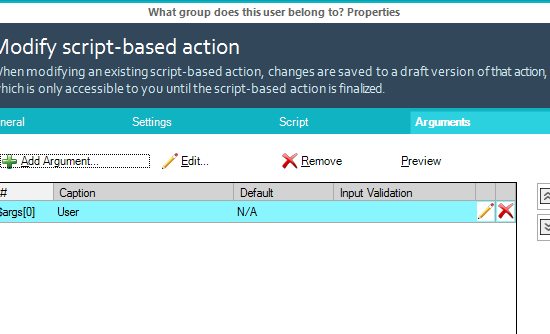 What group does this user belong to? Properties
Modify script-based action
When modifying an existing script-based action, changes are saved to a draft version of that action,
which is only accessible to you until the script-based action is finalized.
neral Settings Script Arguments
Add Argument... Edit... Remove Preview
# Caption Default Input Validation
$args[0] User N/A